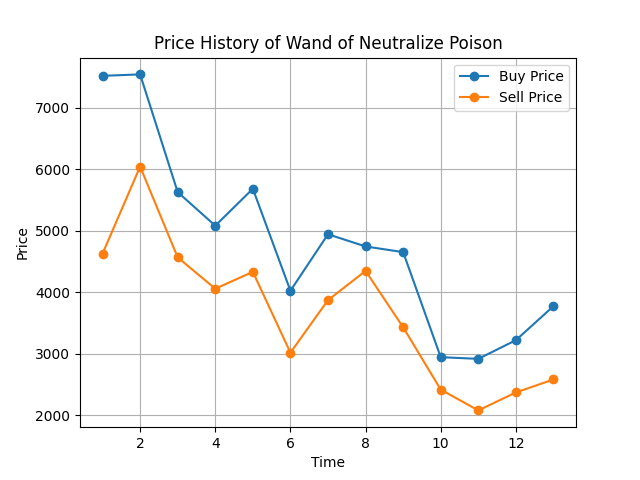 Price History of Wand of Neutralize Poison
Buy Price
Sell Price
7000
6000
5000
4000
3000
2000
Price
2 4 6 8 10 12
Time